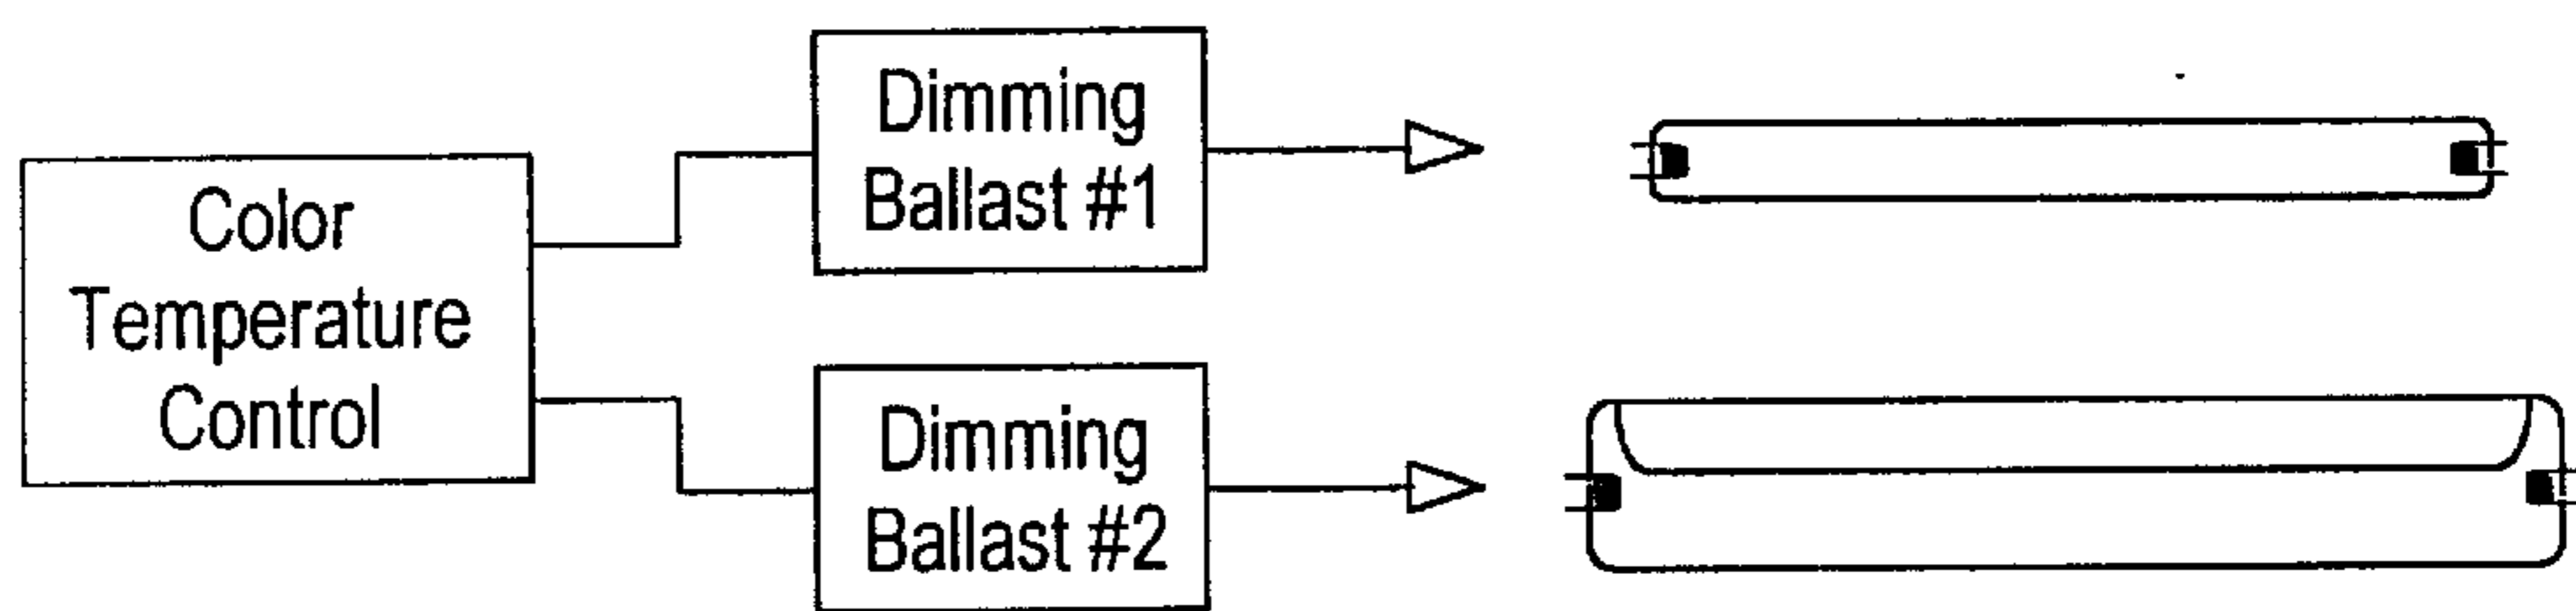 Color
Temperature
Control
Dimming
Ballast #1
Dimming
Ballast #2